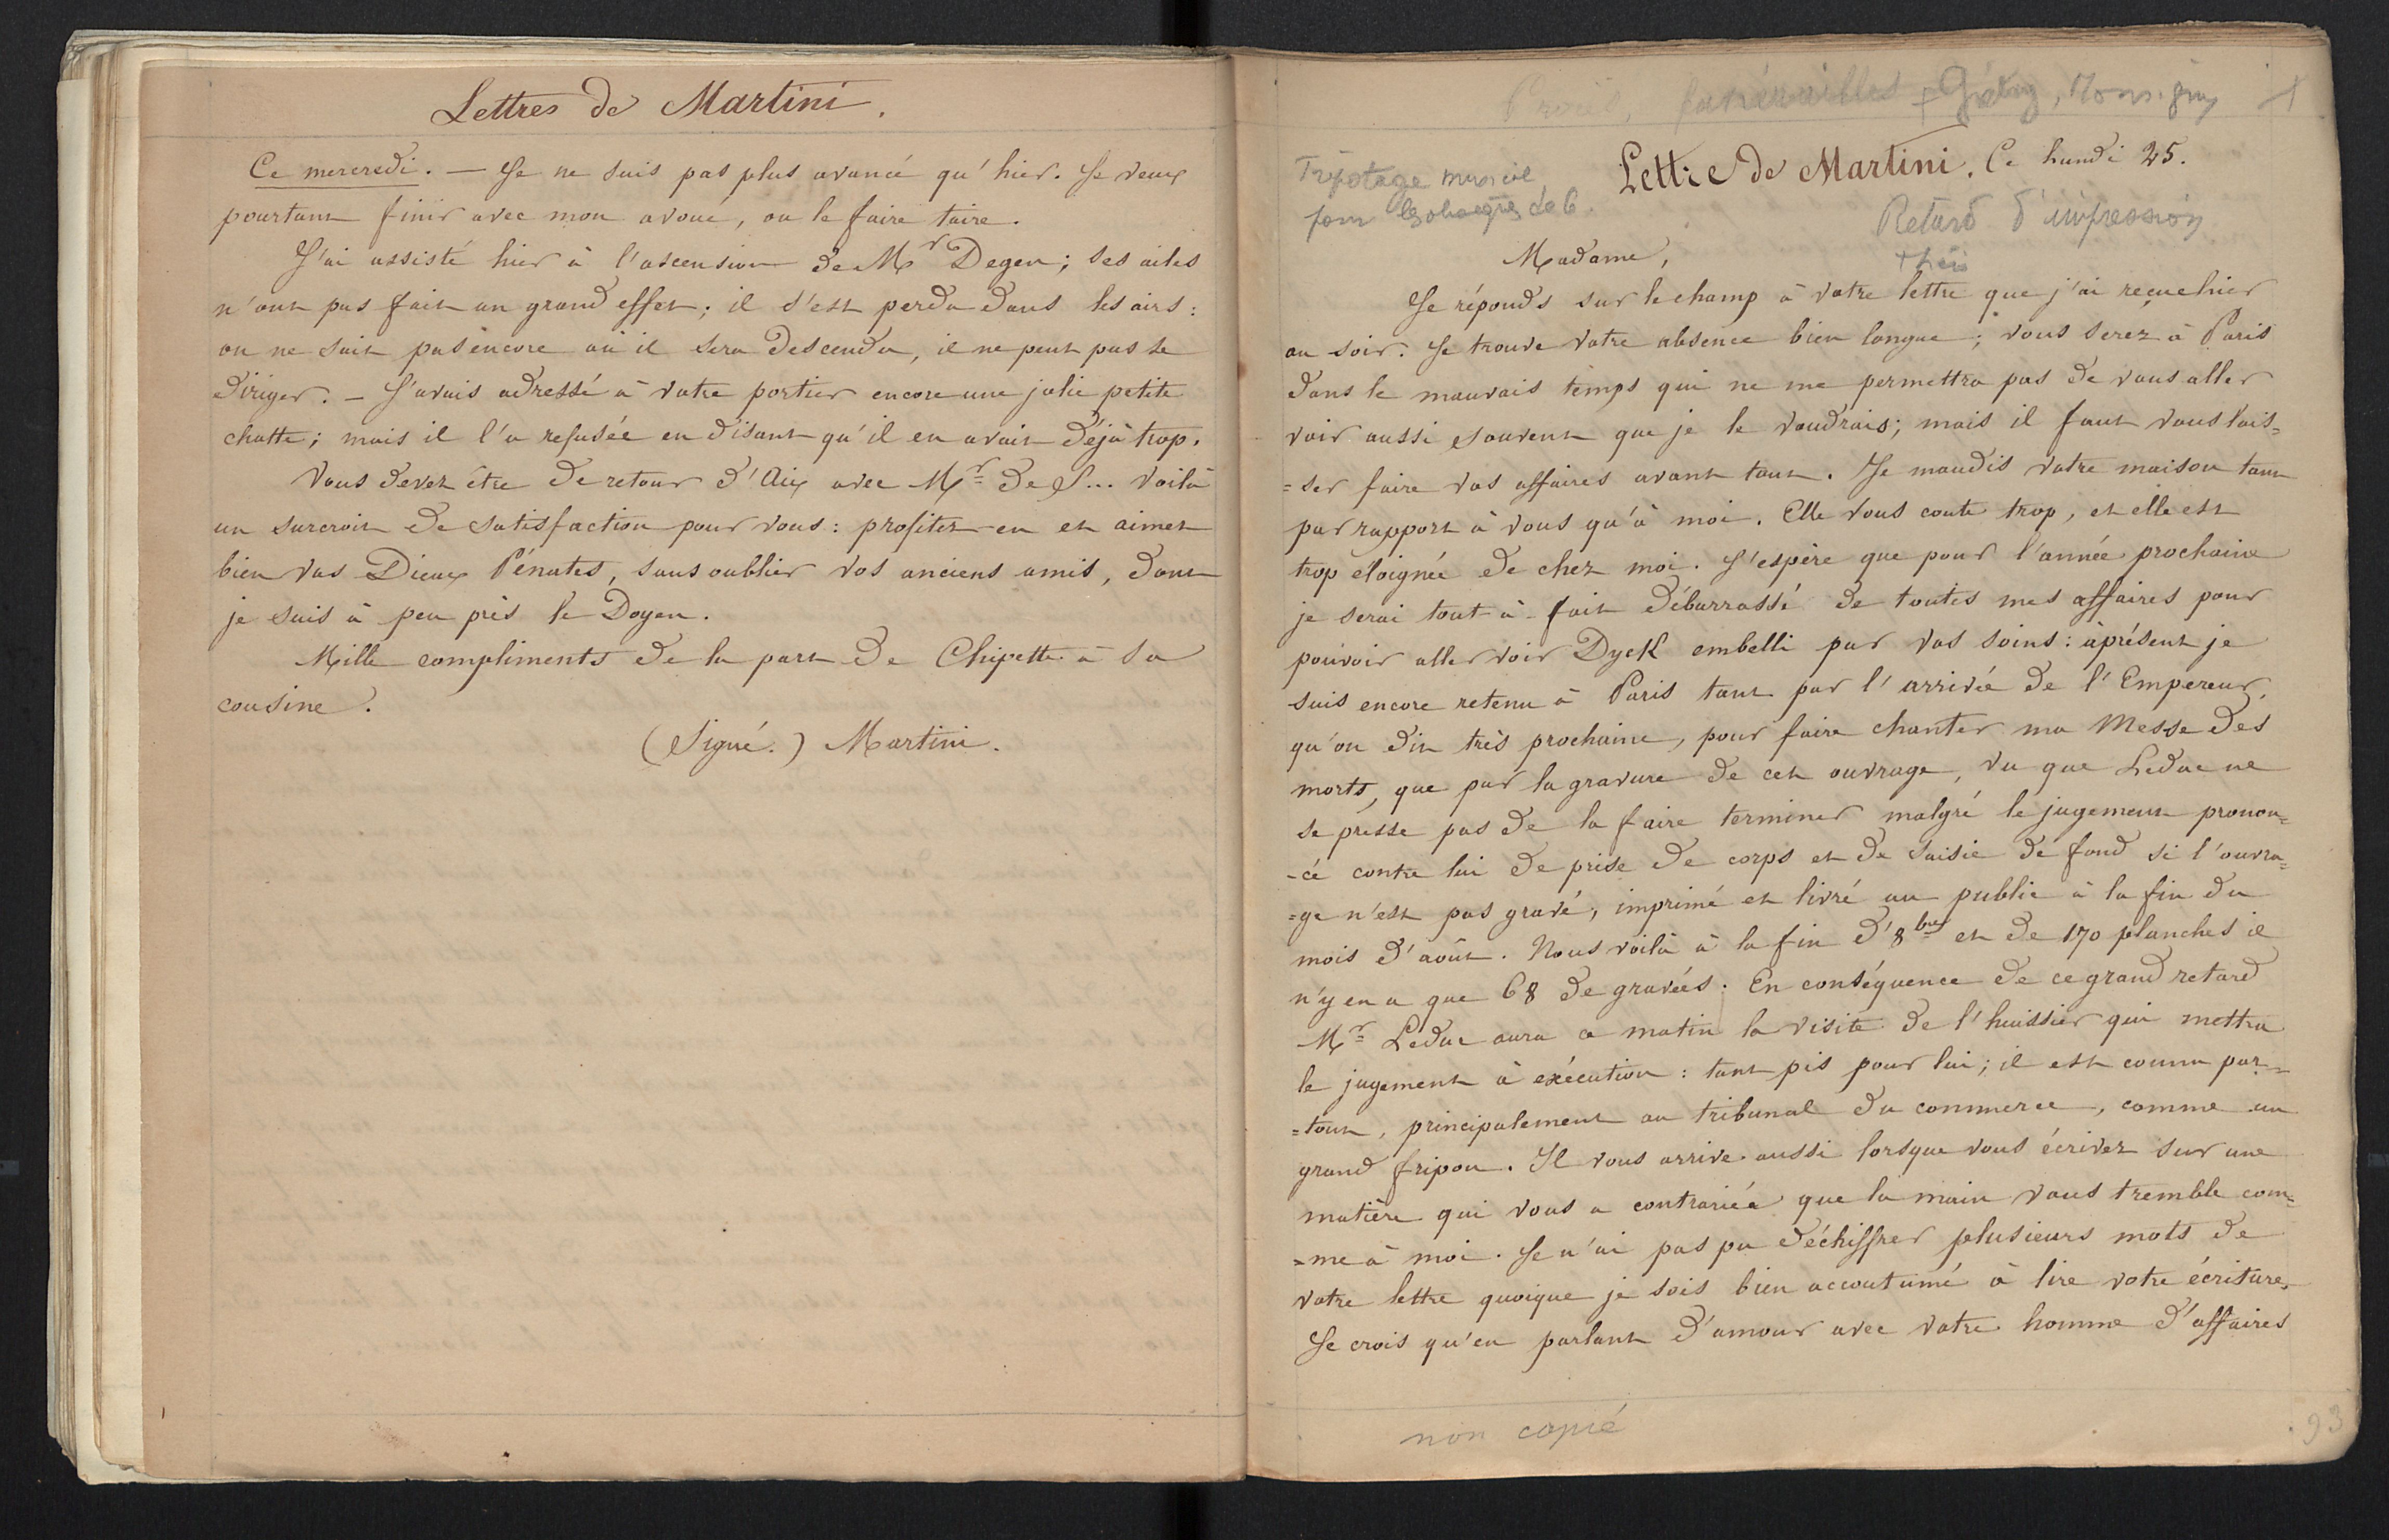 Lettres de Martini.
Ce mercredi. — Je ne suis pas plus avancé qu'hier. Je veux
pourtant finir avec mon avoué, ou le faire taire.
J'ai assisté hier à l'ascension de Mr Degen; ses ailes
n'ont pas fait un grand effet; il s'est perdu dans les airs:
on ne sait pas encore où il sera descendu, il ne peut pas se
diriger. — J'avais adressé à votre portier encore une jolie petite
chatte; mais il l'a refusée en disant qu'il en avait déjà trop.
Vous devez être de retour d'Aix avec Mr de S... Voilà
un surcroit de satisfaction pour vous: profitez-en et aimez
bien vos Dieux Pénates, sans oublier vos anciens amis, dont
je suis à peu près le Doyen.
Mille compliments de la part de Chipette à sa
cousine.
(Signé.) Martini.
Procès, funérailles + Grétry, Monsigny
Tripotage musical
pour les obsèques de G.
Lettre de Martini. Ce lundi 25.
Retard d'impression
Madame,
Je réponds sur le champ à votre lettre que j'ai reçue hier
au soir. Je trouve votre absence bien longue; vous serez à Paris
dans le mauvais temps qui ne me permettra pas de vous aller
voir aussi souvent que je le voudrais; mais il faut vous lais=
=ser faire vos affaires avant tout. Je maudis votre maison tant
par rapport à vous qu'à moi. Elle vous coute trop, et elle est
trop éloignée de chez moi. J'espère que pour l'année prochaine
je serai tout-à-fait débarrassé de toutes mes affaires pour
pouvoir aller voir Dyck embelli par vos soins: àprésent je
suis encore retenu à Paris tant par l'arrivée de l'Empereur,
qu'on dit très prochaine, pour faire chanter ma Messe des
morts, que par la gravure de cet ouvrage, vu que Leduc ne
se presse pas de la faire terminer malgré le jugement pronon=
-cé contre lui de prise de corps et de saisie de fond si l'ouvra=
=ge n'est pas gravé, imprimé et livré au public à la fin du
mois d'août. Nous voilà à la fin d'8bre et de 170 planches il
n'y en a que 68 de gravées. En conséquence de ce grand retard
Mr Leduc aura ce matin la visite de l'huissier qui mettra
le jugement à exécution: tant pis pour lui; il est connu par=
=tout, principalement au tribunal du commerce, comme un
grand fripon. Il vous arrive aussi lorsque vous écrivez sur une
matière qui vous a contrariée que la main vous tremble com=
=me à moi. Je n'ai pas pu déchiffrer plusieurs mots de
votre lettre quoique je sois bien accoutumé à lire votre écriture.
Je crois qu'en parlant d'amour avec votre homme d'affaires
non copié
93